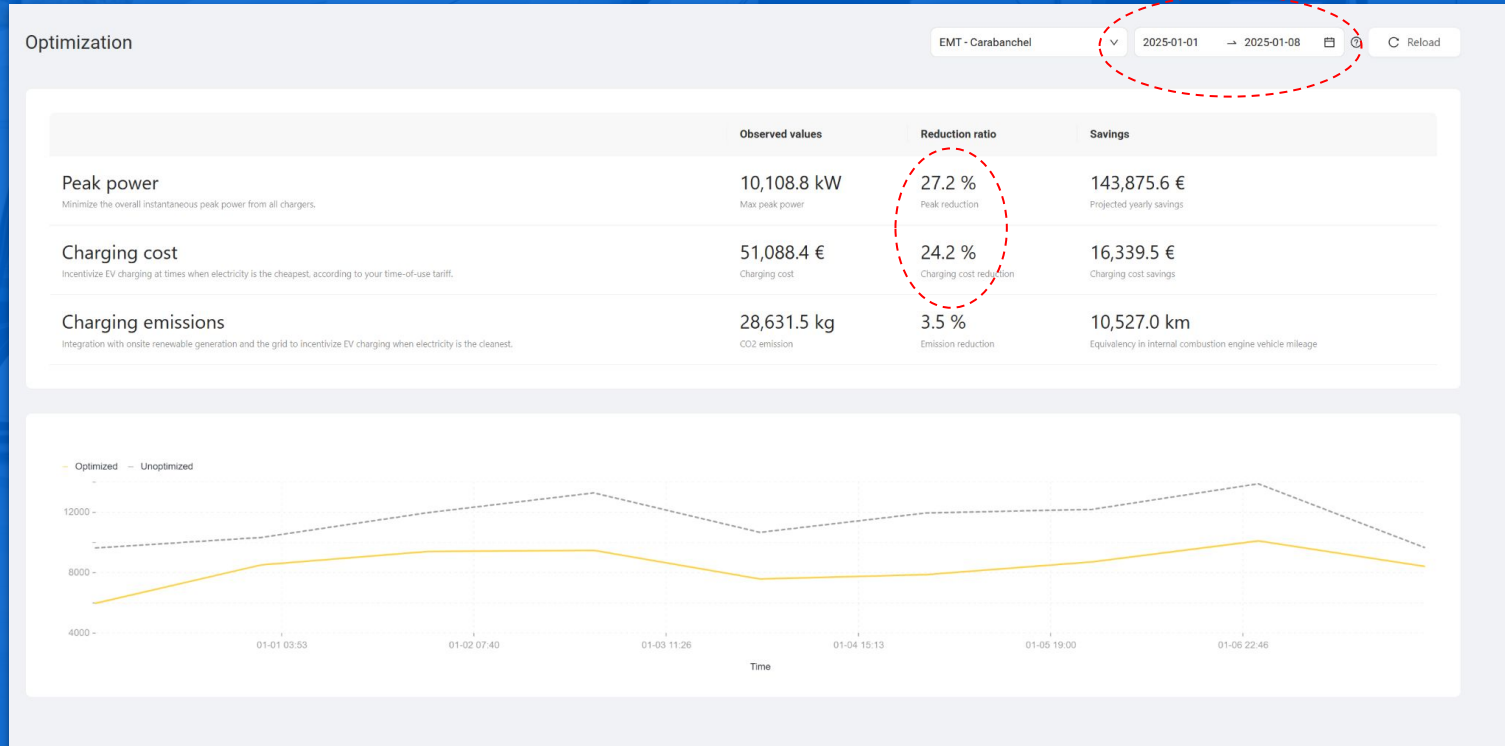 Optimization
EMT - Carabanchel
2025-01-01 → 2025-01-08
Reload
Observed values Reduction ratio Savings
Peak power 10,108.8 kW 27.2 % 143,875.6 €
Minimize the overall instantaneous peak power from all chargers. Max peak power Peak reduction Projected yearly savings
Charging cost 51,088.4 € 24.2 % 16,339.5 €
Incentivize EV charging at times when electricity is the cheapest, according to your time-of-use tariff. Charging cost Charging cost reduction Charging cost savings
Charging emissions 28,631.5 kg 3.5 % 10,527.0 km
Integration with onsite renewable generation and the grid to incentivize EV charging when electricity is the cleanest. CO2 emission Emission reduction Equivalency in internal combustion engine vehicle mileage
Optimized Unoptimized
12000
8000
4000
01-01 03:53 01-02 07:40 01-03 11:26 01-04 15:13 01-05 19:00 01-06 22:46
Time